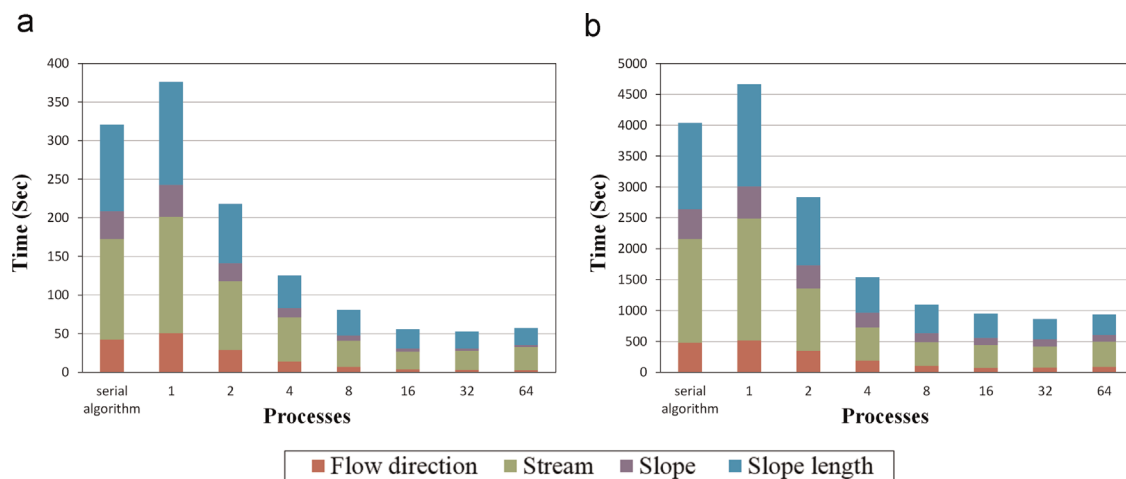 a
400
350
300
250
200
150
100
50
0
Time (Sec)
serial algorithm
1
2
4
8
16
32
64
Processes
b
5000
4500
4000
3500
3000
2500
2000
1500
1000
500
0
Time (Sec)
serial algorithm
1
2
4
8
16
32
64
Processes
Flow direction
Stream
Slope
Slope length